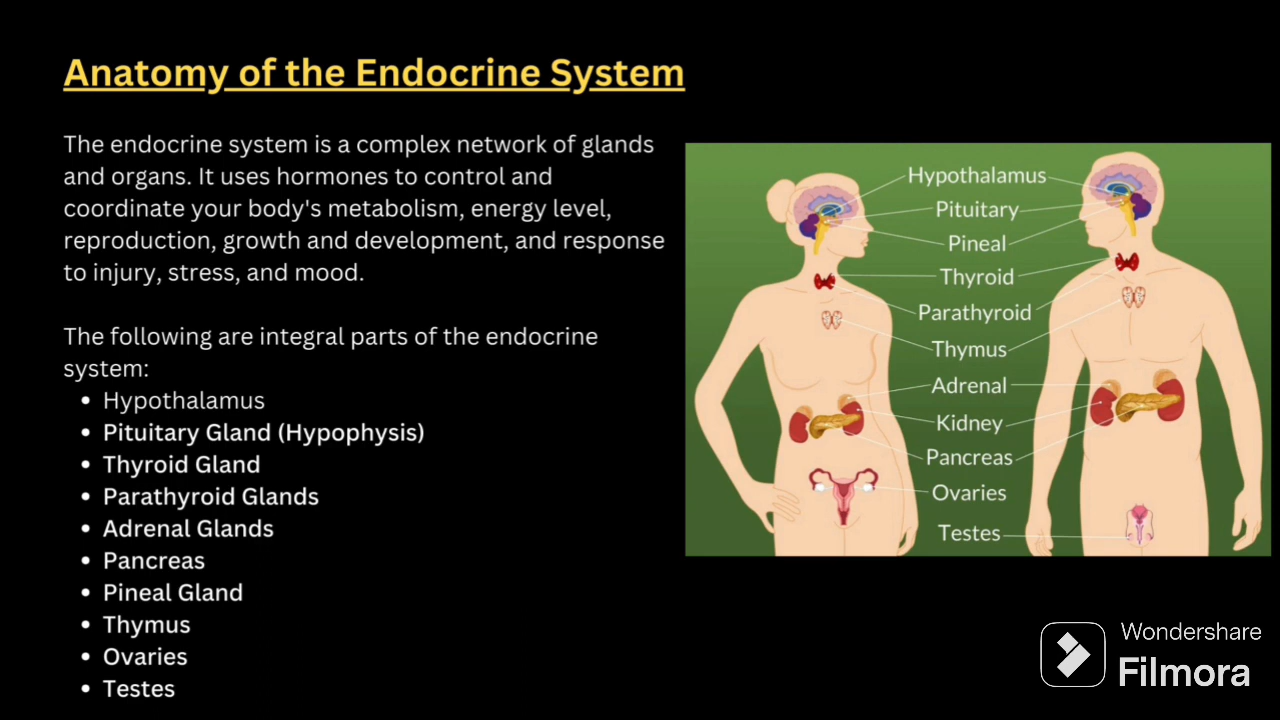 Anatomy of the Endocrine System
The endocrine system is a complex network of glands
and organs. It uses hormones to control and
coordinate your body's metabolism, energy level,
reproduction, growth and development, and response
to injury, stress, and mood.
The following are integral parts of the endocrine
system:
• Hypothalamus
• Pituitary Gland (Hypophysis)
• Thyroid Gland
• Parathyroid Glands
• Adrenal Glands
• Pancreas
• Pineal Gland
• Thymus
• Ovaries
• Testes
Hypothalamus
Pituitary
Pineal
Thyroid
Parathyroid
Thymus
Adrenal
Kidney
Pancreas
Ovaries
Testes
Wondershare
Filmora